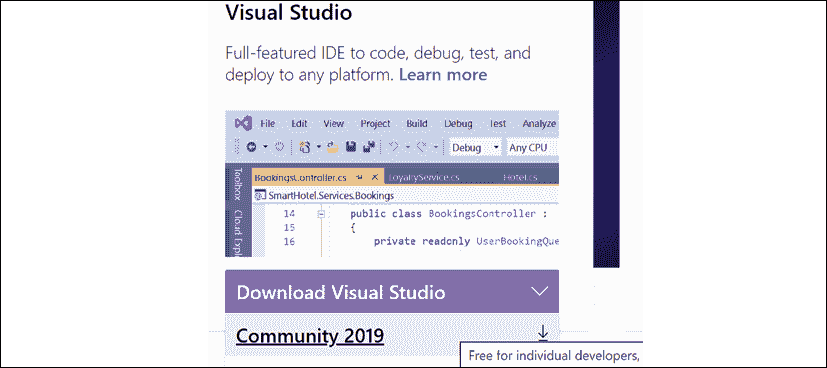 Visual Studio
Full-featured IDE to code, debug, test, and
deploy to any platform. Learn more
File Edit View Project Build Debug Test Analyze
Debug Any CPU
Toolbox
Cloud Explo
BookingsController.cs LoyaltyService.cs Hotel.cs
SmartHotel.Services.Bookings
14 public class BookingsController :
15 {
16 private readonly UserBookingQue
Download Visual Studio
Community 2019
Free for individual developers,